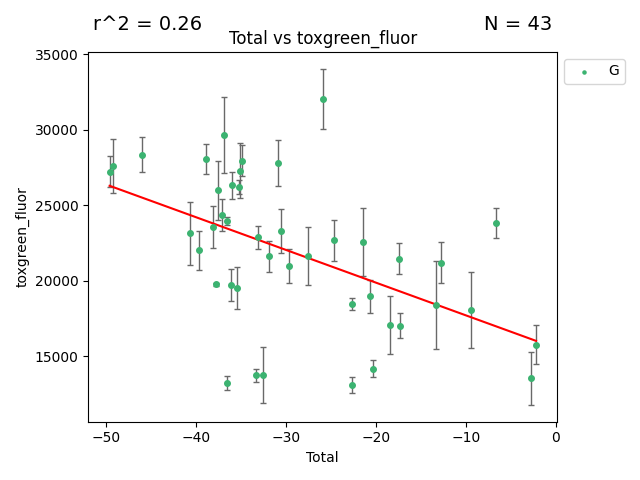 r^2 = 0.26
N = 43
Total vs toxgreen_fluor
G
35000
30000
25000
20000
15000
toxgreen_fluor
−50
−40
−30
−20
−10
0
Total